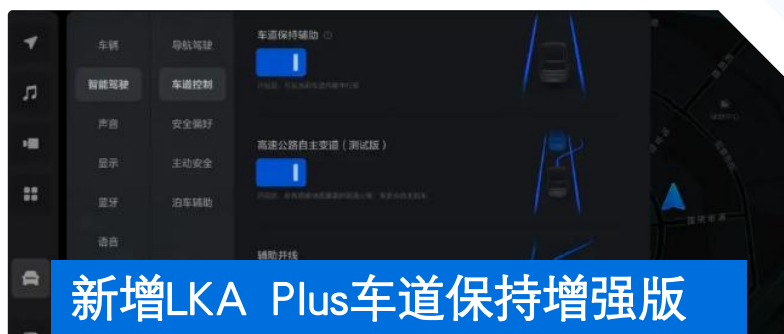 车辆
导航驾驶
车道保持辅助
智能驾驶
车道控制
声音
安全偏好
高速公路自主变道（测试版）
显示
主动安全
蓝牙
泊车辅助
语音
辅助并线
新增LKA Plus车道保持增强版